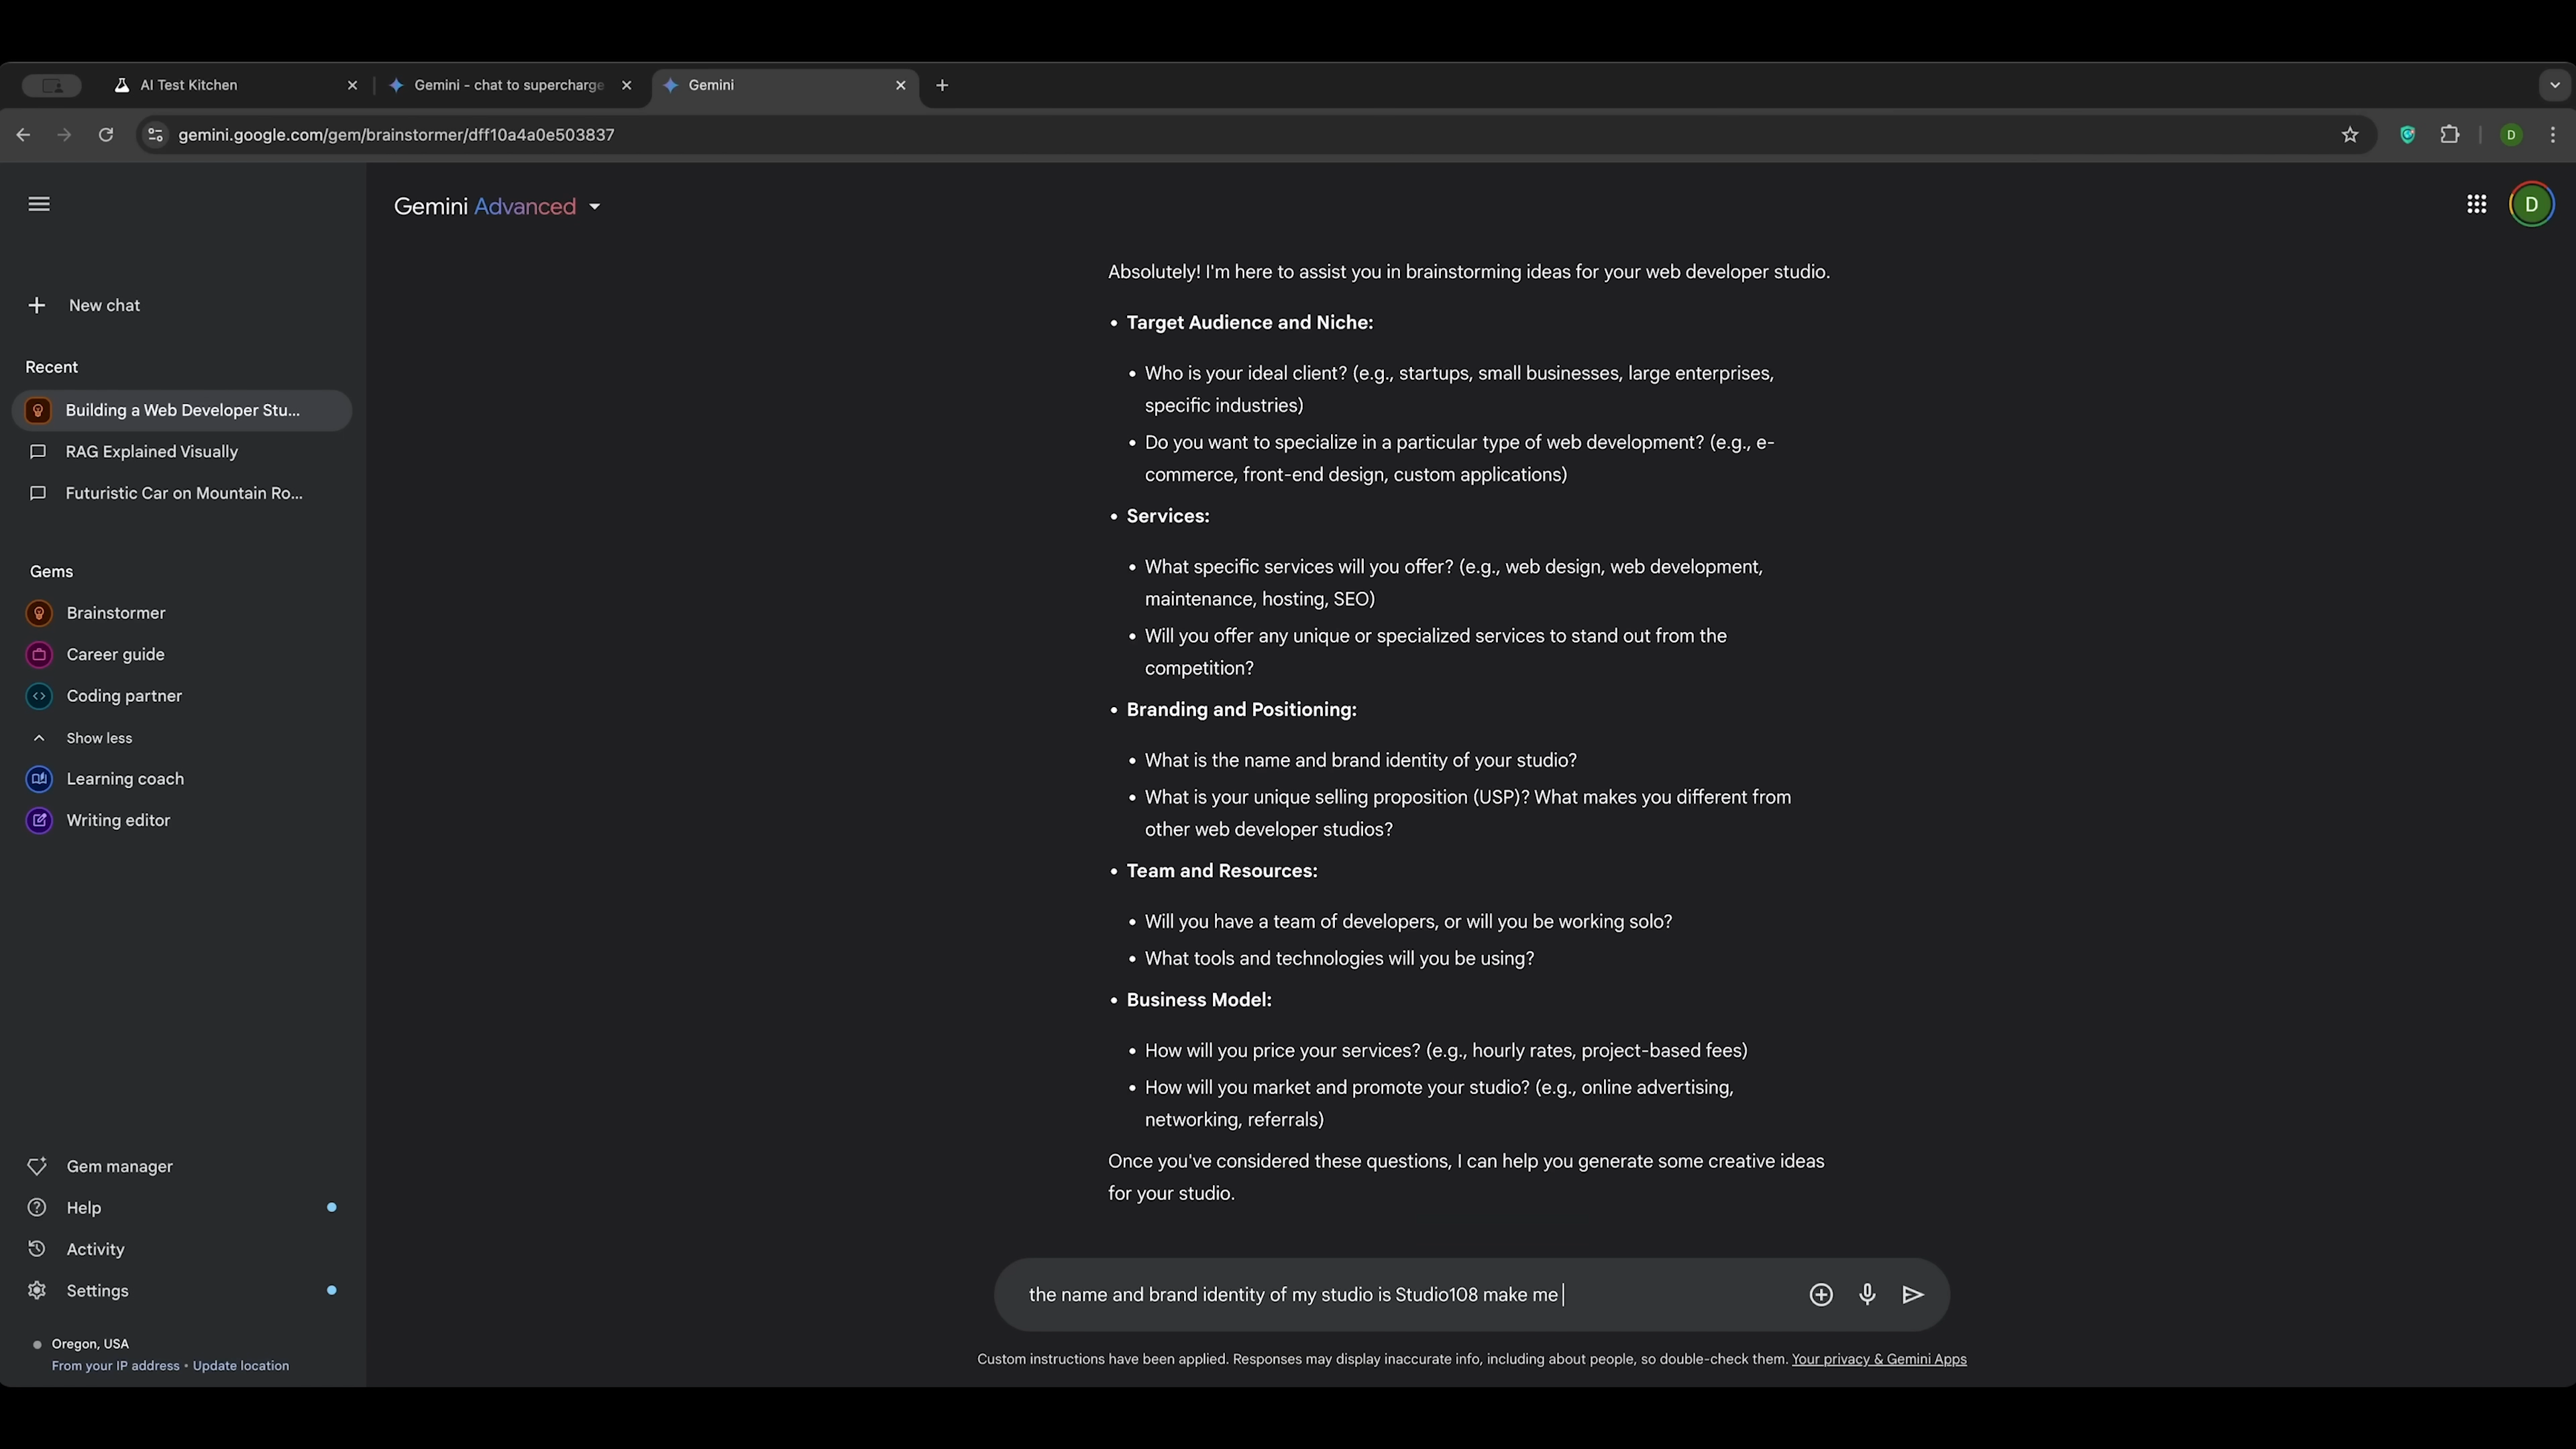 AI Test Kitchen
Gemini - chat to supercharge
Gemini
gemini.google.com/gem/brainstormer/dff10a4a0e503837
D
Gemini Advanced
D
New chat
Recent
Building a Web Developer Stu...
RAG Explained Visually
Futuristic Car on Mountain Ro...
Gems
Brainstormer
Career guide
Coding partner
Show less
Learning coach
Writing editor
Gem manager
Help
Activity
Settings
Oregon, USA
From your IP address • Update location
Absolutely! I'm here to assist you in brainstorming ideas for your web developer studio.
• Target Audience and Niche:
• Who is your ideal client? (e.g., startups, small businesses, large enterprises,
specific industries)
• Do you want to specialize in a particular type of web development? (e.g., e-
commerce, front-end design, custom applications)
• Services:
• What specific services will you offer? (e.g., web design, web development,
maintenance, hosting, SEO)
• Will you offer any unique or specialized services to stand out from the
competition?
• Branding and Positioning:
• What is the name and brand identity of your studio?
• What is your unique selling proposition (USP)? What makes you different from
other web developer studios?
• Team and Resources:
• Will you have a team of developers, or will you be working solo?
• What tools and technologies will you be using?
• Business Model:
• How will you price your services? (e.g., hourly rates, project-based fees)
• How will you market and promote your studio? (e.g., online advertising,
networking, referrals)
Once you've considered these questions, I can help you generate some creative ideas
for your studio.
the name and brand identity of my studio is Studio108 make me
Custom instructions have been applied. Responses may display inaccurate info, including about people, so double-check them. Your privacy & Gemini Apps